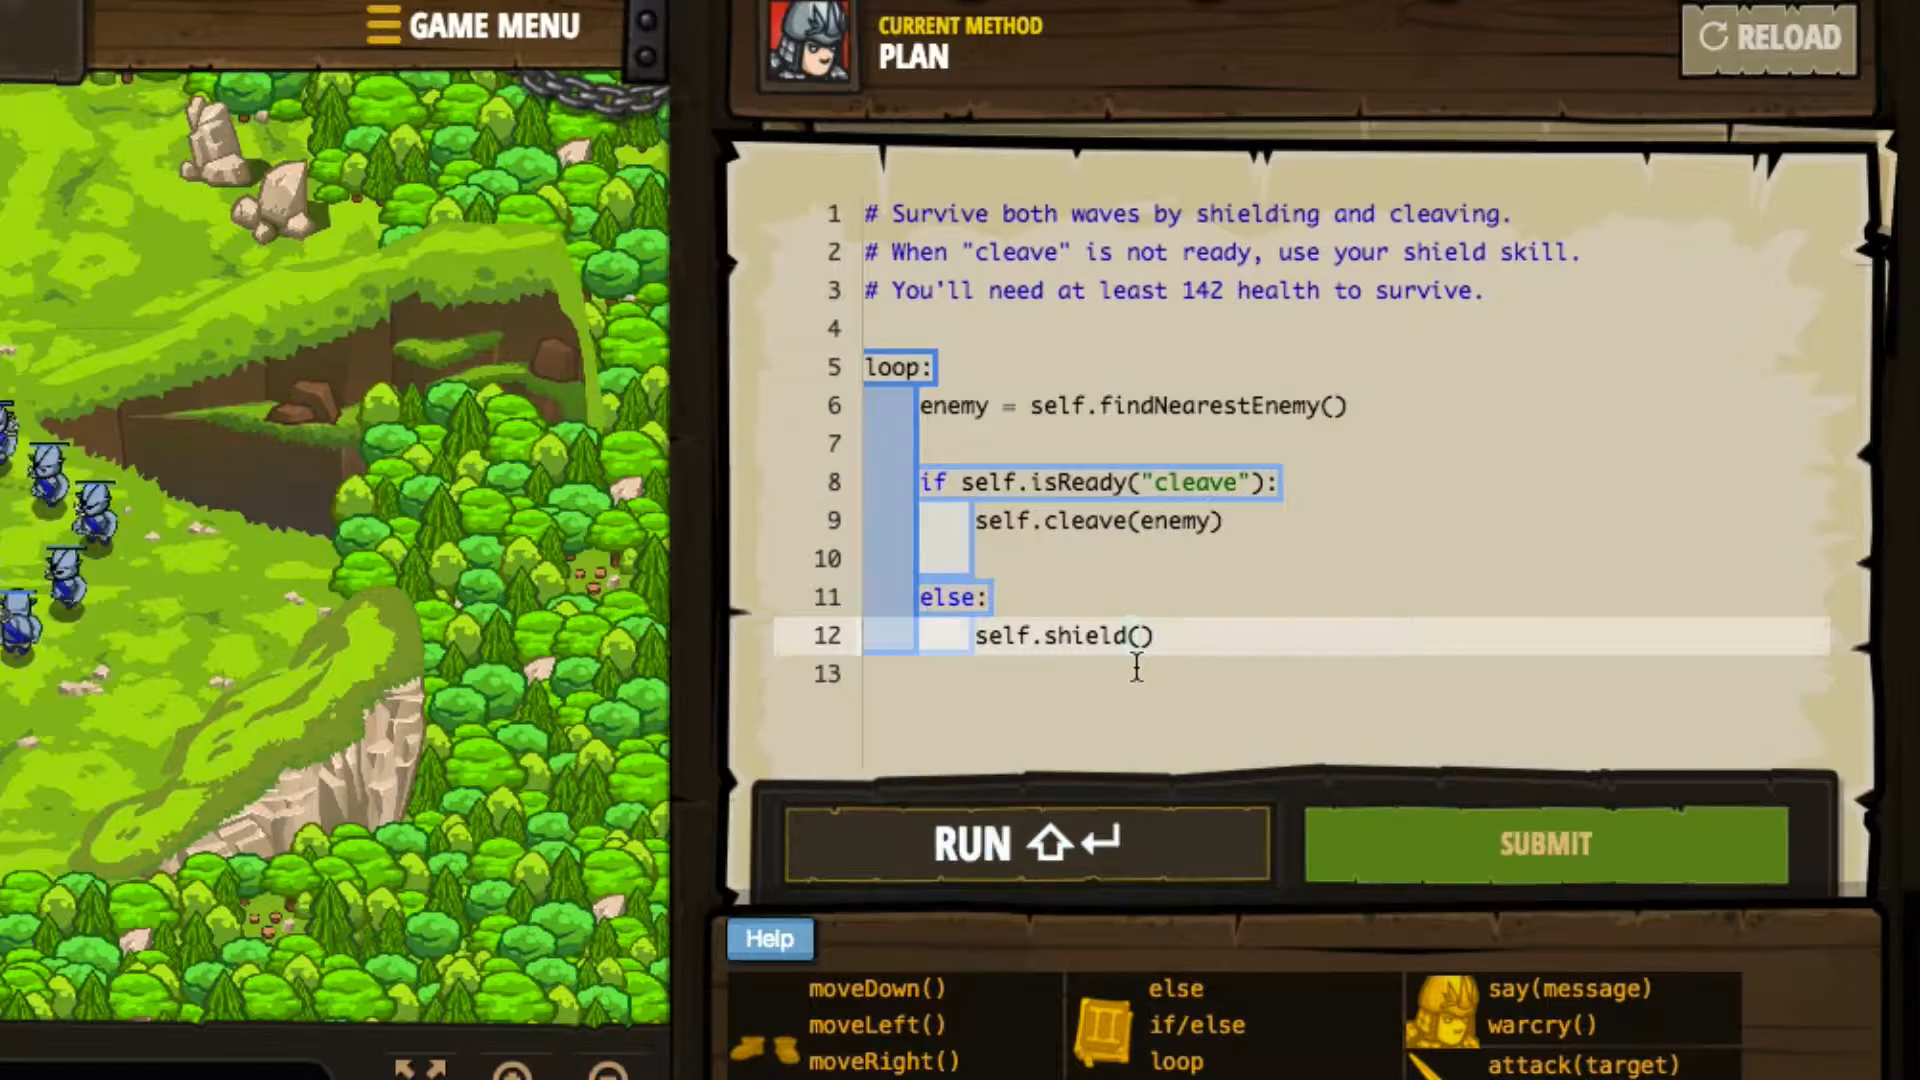 GAME MENU
CURRENT METHOD
PLAN
RELOAD
1 # Survive both waves by shielding and cleaving.
2 # When "cleave" is not ready, use your shield skill.
3 # You'll need at least 142 health to survive.
4
5 loop:
6 enemy = self.findNearestEnemy()
7
8 if self.isReady("cleave"):
9 self.cleave(enemy)
10
11 else:
12 self.shield()
13
RUN
SUBMIT
Help
moveDown()
moveLeft()
moveRight()
else
if/else
loop
say(message)
warcry()
attack(target)